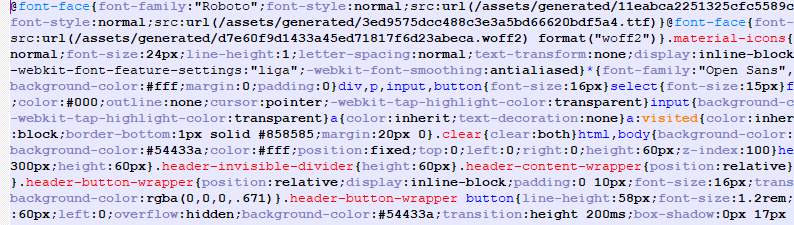 @font-face{font-family:"Roboto";font-style:normal;src:url(/assets/generated/11eabca2251325cfc5589c
font-style:normal;src:url(/assets/generated/3ed9575dcc488c3e3a5bd66620bdf5a4.ttf)}@font-face{font-
src:url(/assets/generated/d7e60f9d1433a45ed71817f6d23abeca.woff2) format("woff2")}.material-icons{
normal;font-size:24px;line-height:1;letter-spacing:normal;text-transform:none;display:inline-block
-webkit-font-feature-settings:"liga";-webkit-font-smoothing:antialiased}*{font-family:"Open Sans",
background-color:#fff;margin:0;padding:0}div,p,input,button{font-size:16px}select{font-size:15px}f
;color:#000;outline:none;cursor:pointer;-webkit-tap-highlight-color:transparent}input{background-c
-webkit-tap-highlight-color:transparent}a{color:inherit;text-decoration:none}a:visited{color:inher
:block;border-bottom:1px solid #858585;margin:20px 0}.clear{clear:both}html,body{background-color:
background-color:#54433a;color:#fff;position:fixed;top:0;left:0;right:0;height:60px;z-index:100}he
300px;height:60px}.header-invisible-divider{height:60px}.header-content-wrapper{position:relative}
}.header-button-wrapper{position:relative;display:inline-block;padding:0 10px;font-size:16px;trans
background-color:rgba(0,0,0,.671)}.header-button-wrapper button{line-height:58px;font-size:1.2rem;
:60px;left:0;overflow:hidden;background-color:#54433a;transition:height 200ms;box-shadow:0px 17px